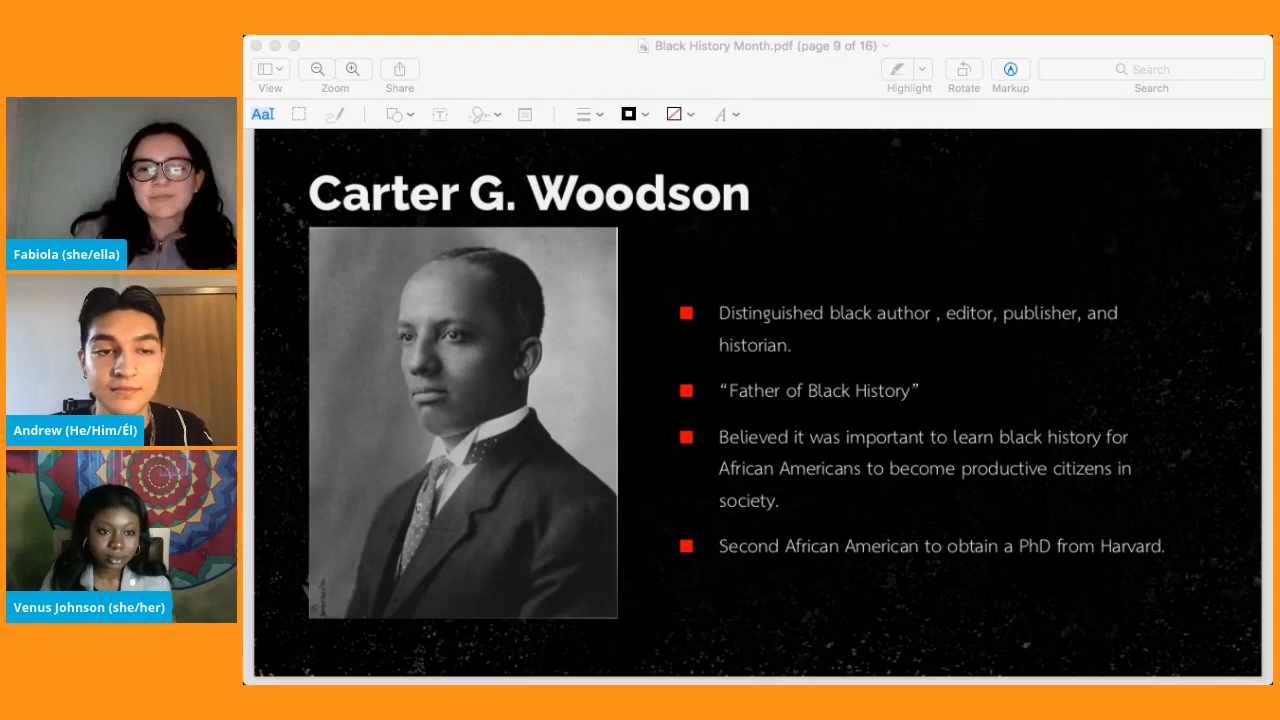 Black History Month.pdf (page 9 of 16)
View
Zoom
Share
Highlight
Rotate
Markup
Search
Search
AaI
T
A
Carter G. Woodson
Distinguished black author , editor, publisher, and
historian.
“Father of Black History”
Believed it was important to learn black history for
African Americans to become productive citizens in
society.
Second African American to obtain a PhD from Harvard.
Fabiola (she/ella)
Andrew (He/Him/Él)
Venus Johnson (she/her)